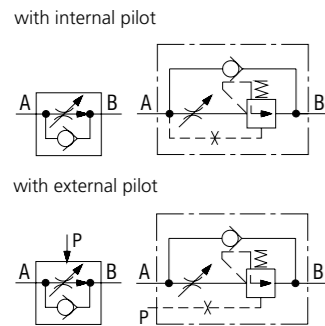 with internal pilot
A B A B
with external pilot
P
A B A B
P